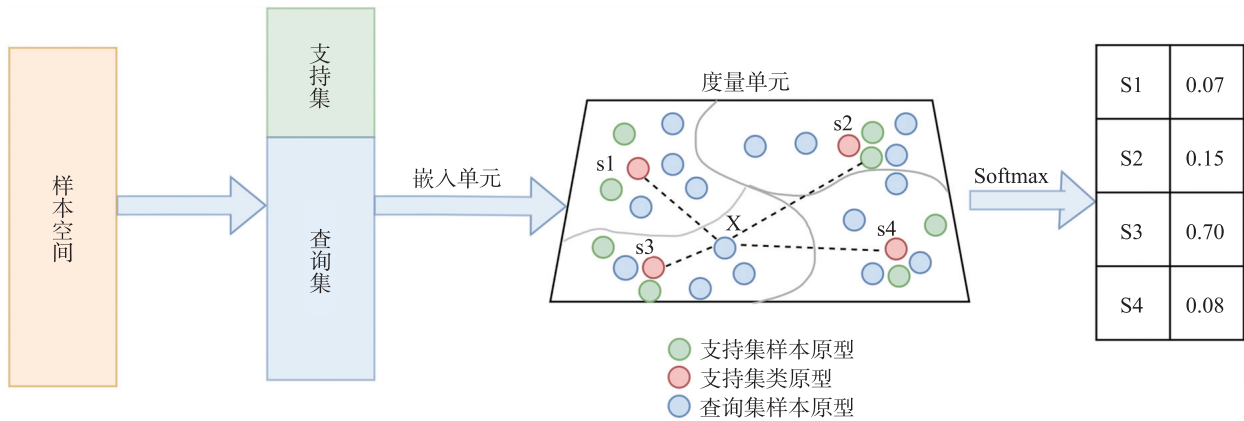 样本空间
支持集
查询集
嵌入单元
度量单元
s1
s2
s3
s4
X
Softmax
S1 0.07
S2 0.15
S3 0.70
S4 0.08
支持集样本原型
支持集类原型
查询集样本原型